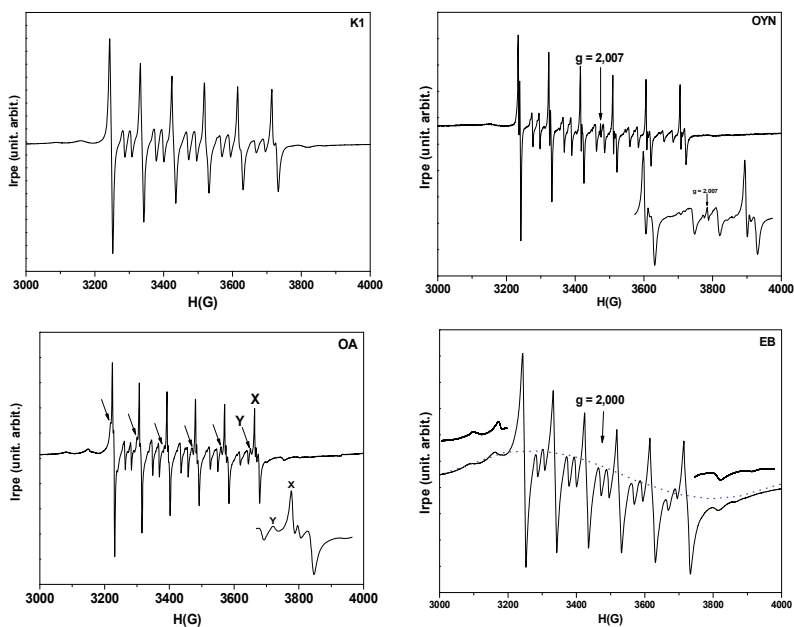 K1
Irpe (unit. arbit.)
3000 3200 3400 3600 3800 4000
H(G)
OYN
g = 2,007
g = 2,007
Irpe (unit. arbit.)
3000 3200 3400 3600 3800 4000
H(G)
OA
X
Y
X
Y
Irpe (unit. arbit.)
3000 3200 3400 3600 3800 4000
H(G)
EB
g = 2,000
Irpe (unit. arbit.)
3000 3200 3400 3600 3800 4000
H(G)